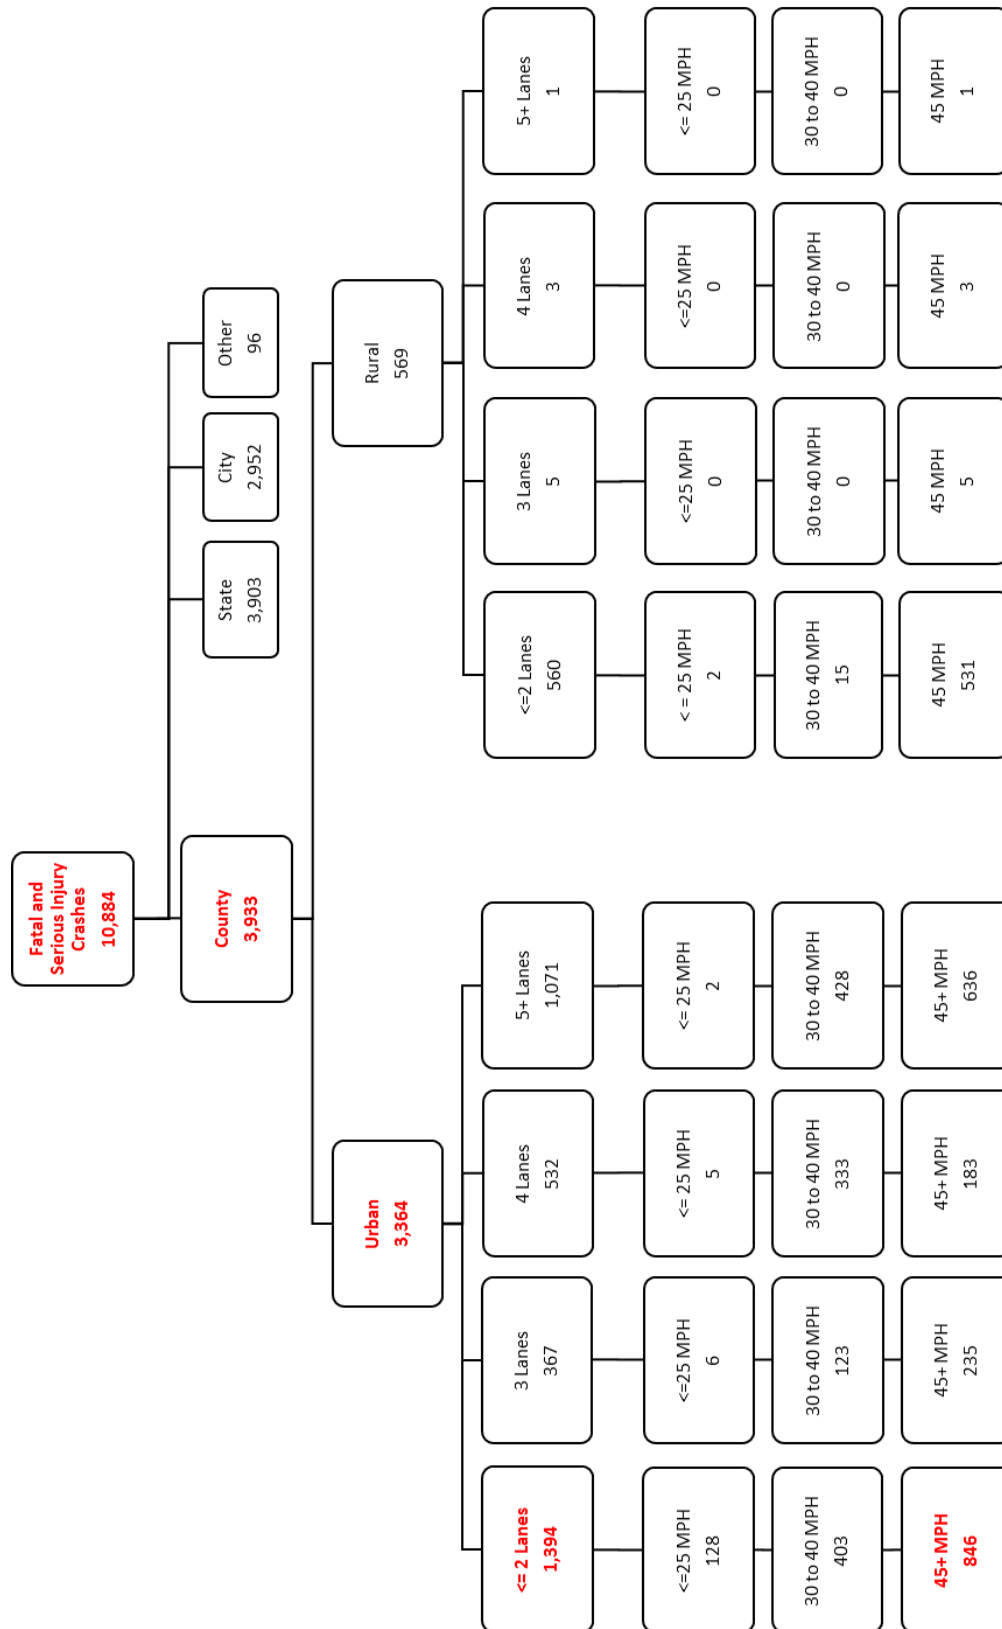 Fatal and
Serious Injury
Crashes
10,884
County
3,933
State
3,903
City
2,952
Other
96
Urban
3,364
Rural
569
<= 2 Lanes
1,394
3 Lanes
367
4 Lanes
532
5+ Lanes
1,071
<=2 Lanes
560
3 Lanes
5
4 Lanes
3
5+ Lanes
1
<=25 MPH
128
<=25 MPH
6
<= 25 MPH
5
<= 25 MPH
2
< = 25 MPH
2
<=25 MPH
0
<=25 MPH
0
<= 25 MPH
0
30 to 40 MPH
403
30 to 40 MPH
123
30 to 40 MPH
333
30 to 40 MPH
428
30 to 40 MPH
15
30 to 40 MPH
0
30 to 40 MPH
0
30 to 40 MPH
0
45+ MPH
846
45+ MPH
235
45+ MPH
183
45+ MPH
636
45 MPH
531
45 MPH
5
45 MPH
3
45 MPH
1